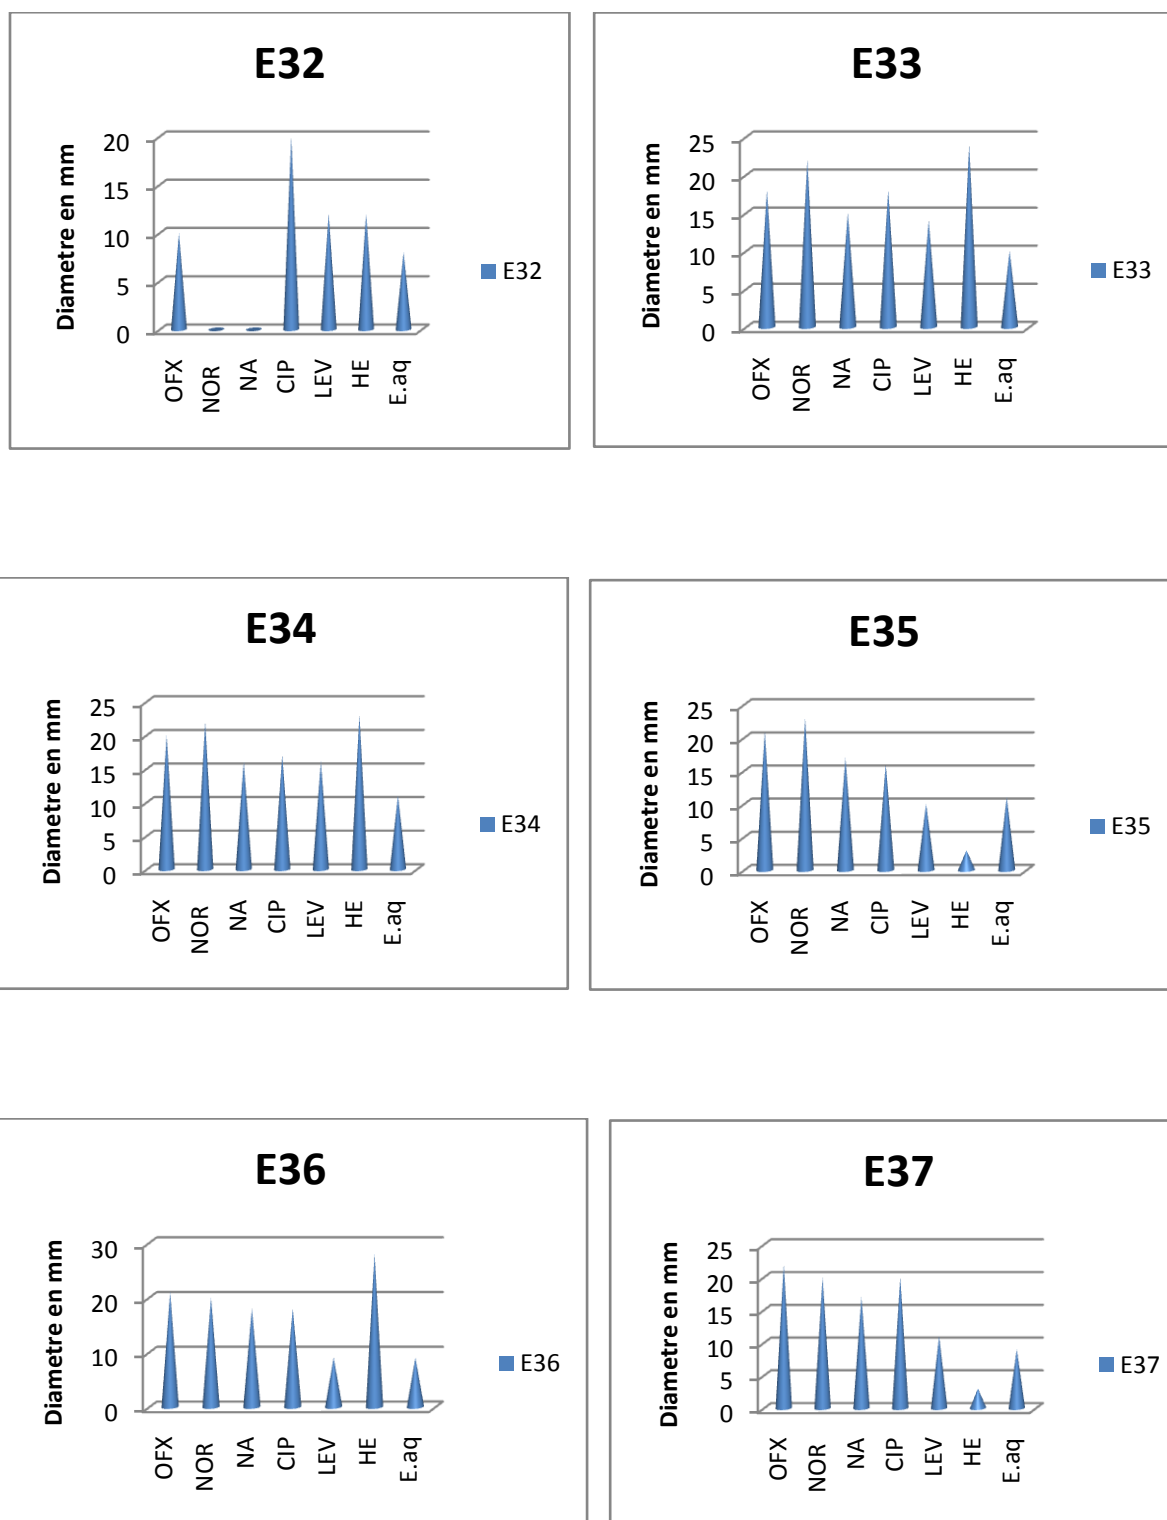 E32
Diametre en mm
20
15
10
5
0
OFX
NOR
NA
CIP
LEV
HE
E.aq
E32
E33
Diametre en mm
25
20
15
10
5
0
OFX
NOR
NA
CIP
LEV
HE
E.aq
E33
E34
Diametre en mm
25
20
15
10
5
0
OFX
NOR
NA
CIP
LEV
HE
E.aq
E34
E35
Diametre en mm
25
20
15
10
5
0
OFX
NOR
NA
CIP
LEV
HE
E.aq
E35
E36
Diametre en mm
30
20
10
0
OFX
NOR
NA
CIP
LEV
HE
E.aq
E36
E37
Diametre en mm
25
20
15
10
5
0
OFX
NOR
NA
CIP
LEV
HE
E.aq
E37